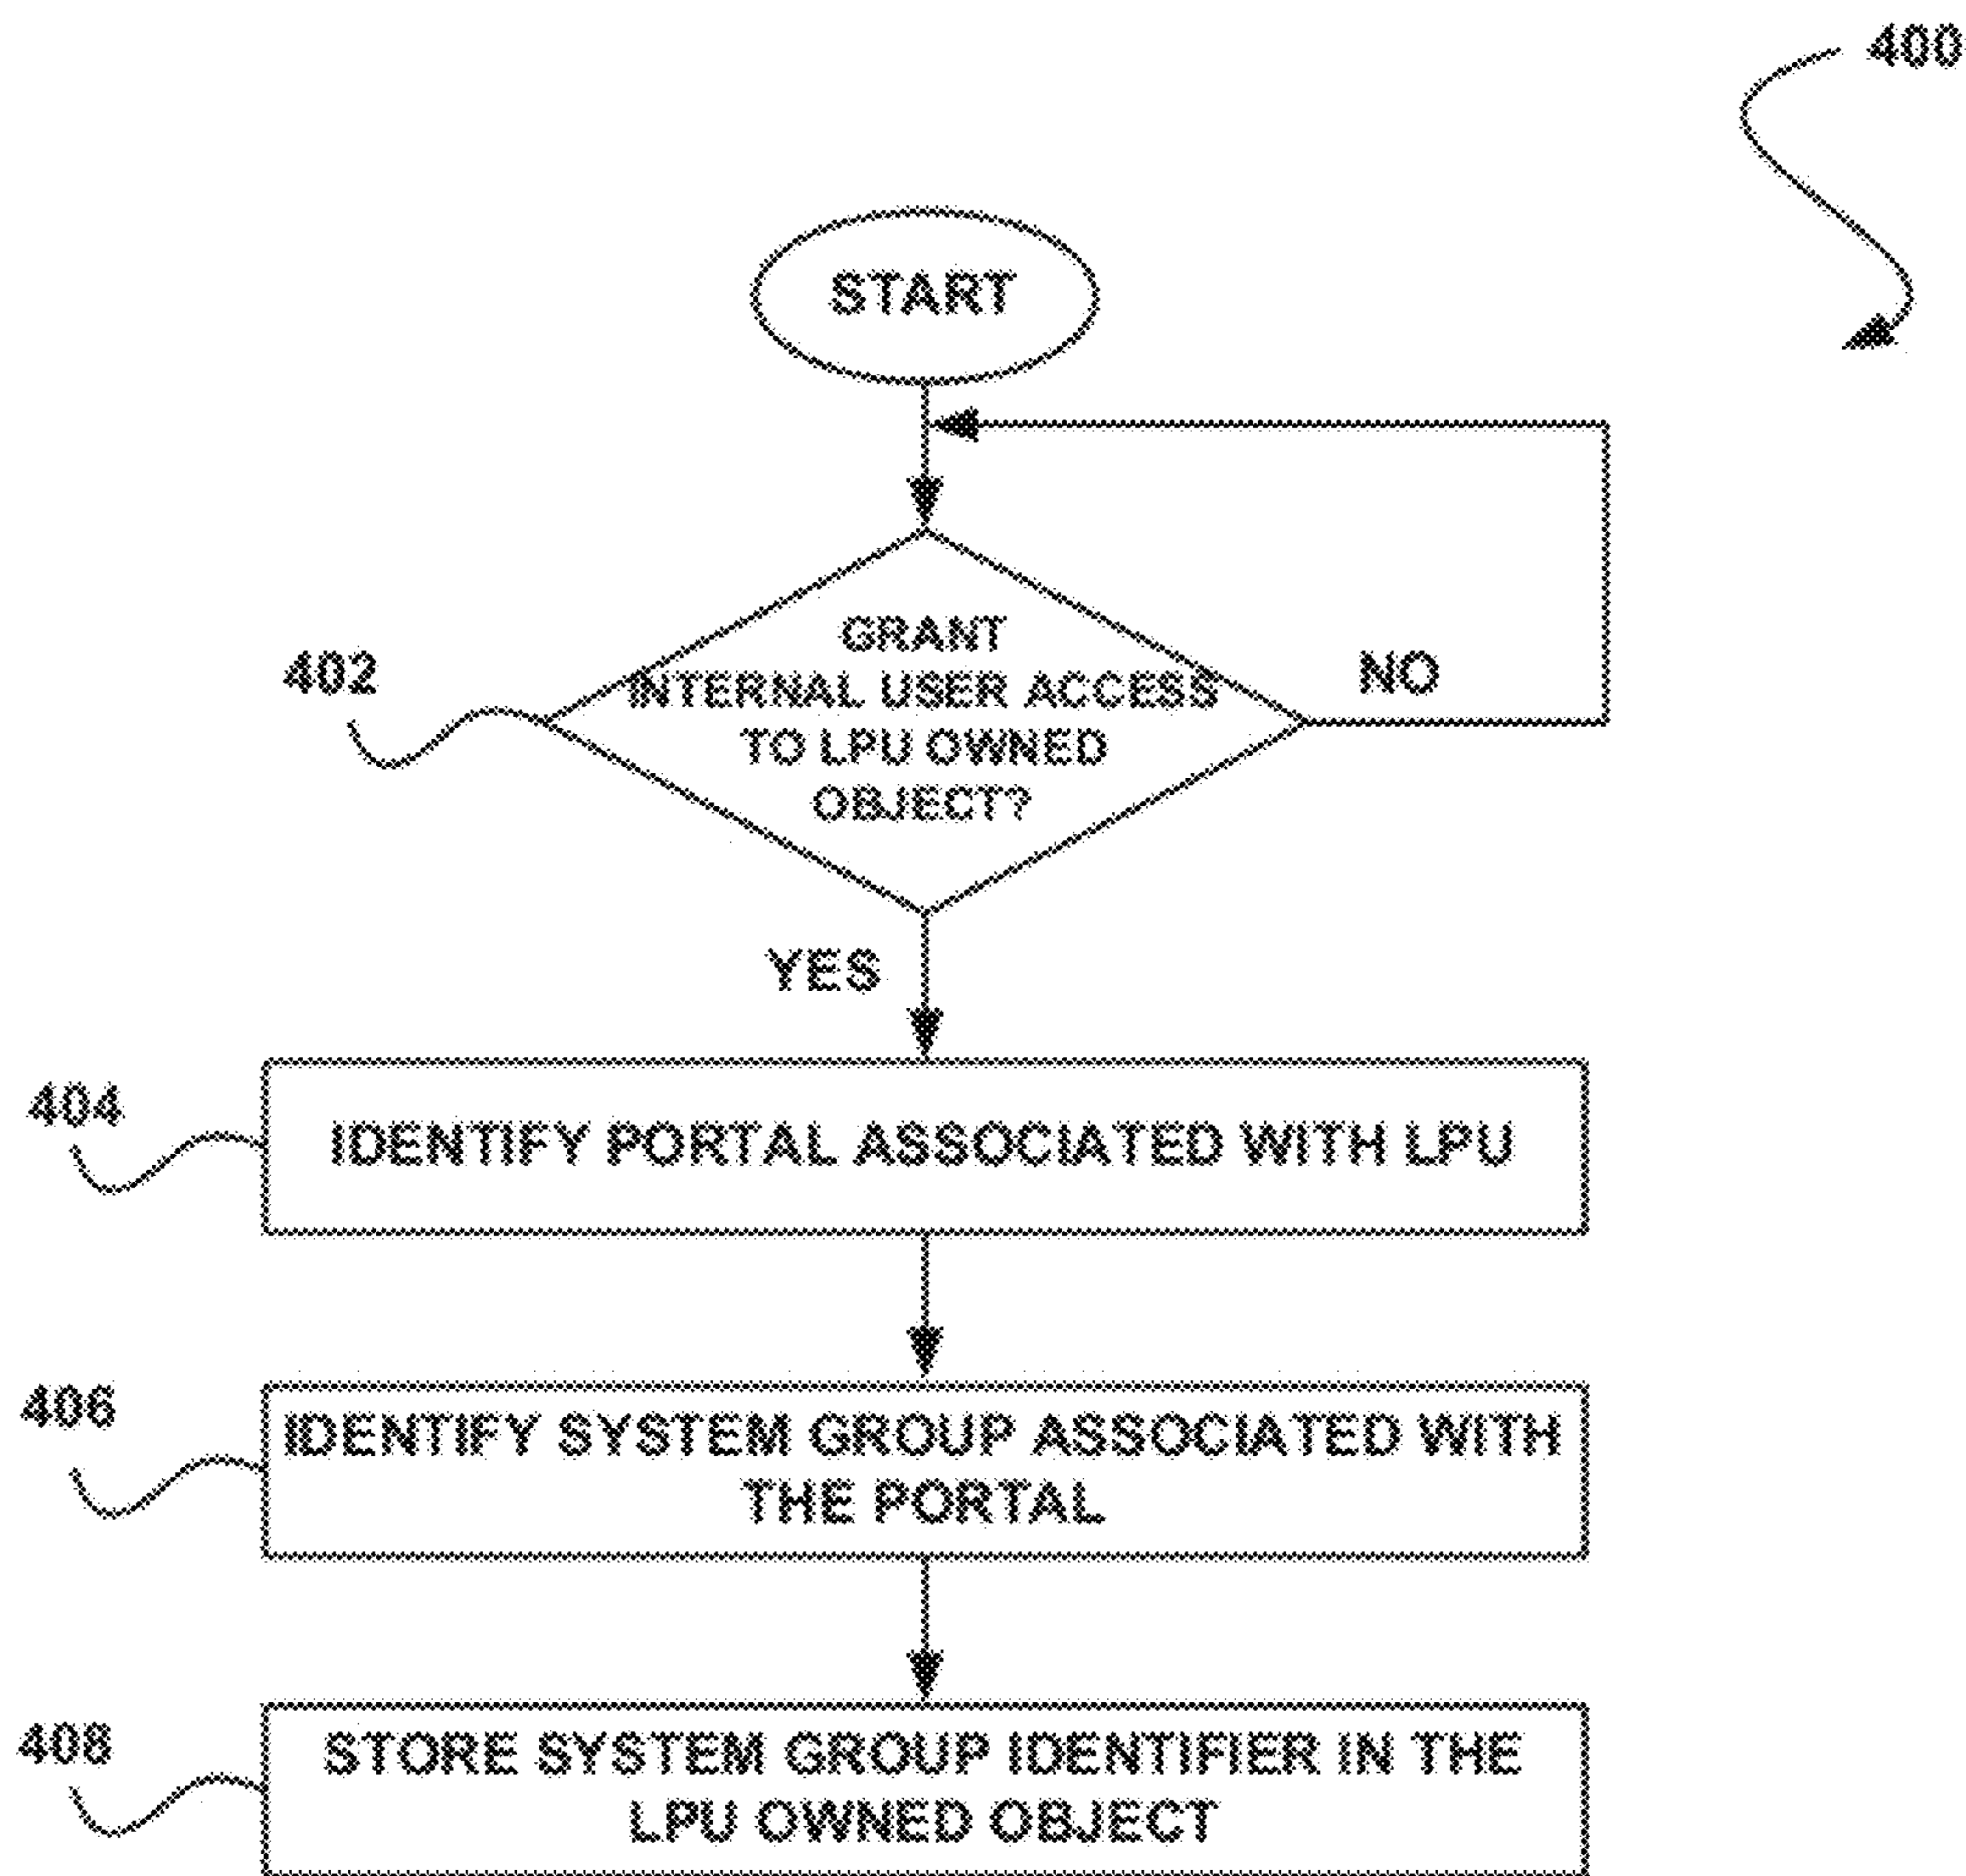 400
START
GRANT
INTERNAL USER ACCESS
TO LPU OWNED
OBJECT?
402
NO
YES
404
IDENTIFY PORTAL ASSOCIATED WITH LPU
406
IDENTIFY SYSTEM GROUP ASSOCIATED WITH
THE PORTAL
408
STORE SYSTEM GROUP IDENTIFIER IN THE
LPU OWNED OBJECT